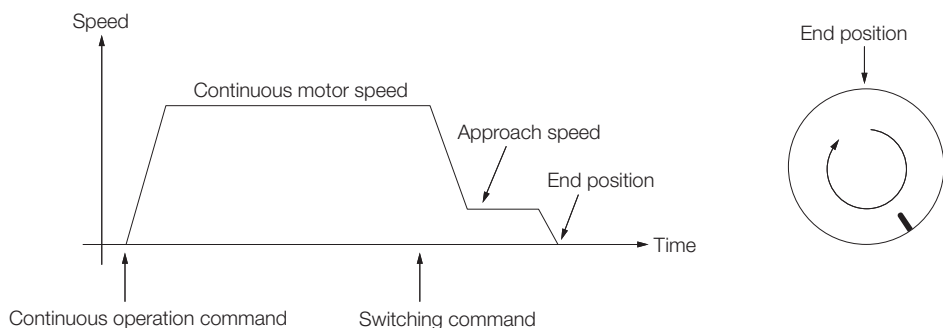 Speed
End position
Continuous motor speed
Approach speed
End position
Time
Continuous operation command
Switching command